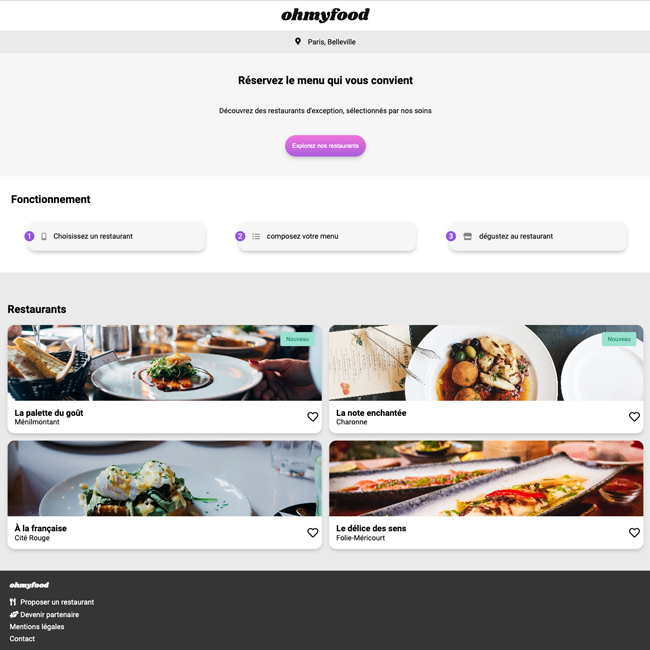 ohmyfood
Paris, Belleville
Réservez le menu qui vous convient
Découvrez des restaurants d'exception, sélectionnés par nos soins
Explorez nos restaurants
Fonctionnement
1 Choisissez un restaurant
2 composez votre menu
3 dégustez au restaurant
Restaurants
Nouveau
Nouveau
La palette du goût
Ménilmontant
La note enchantée
Charonne
À la française
Cité Rouge
Le délice des sens
Folie-Méricourt
ohmyfood
Proposer un restaurant
Devenir partenaire
Mentions légales
Contact